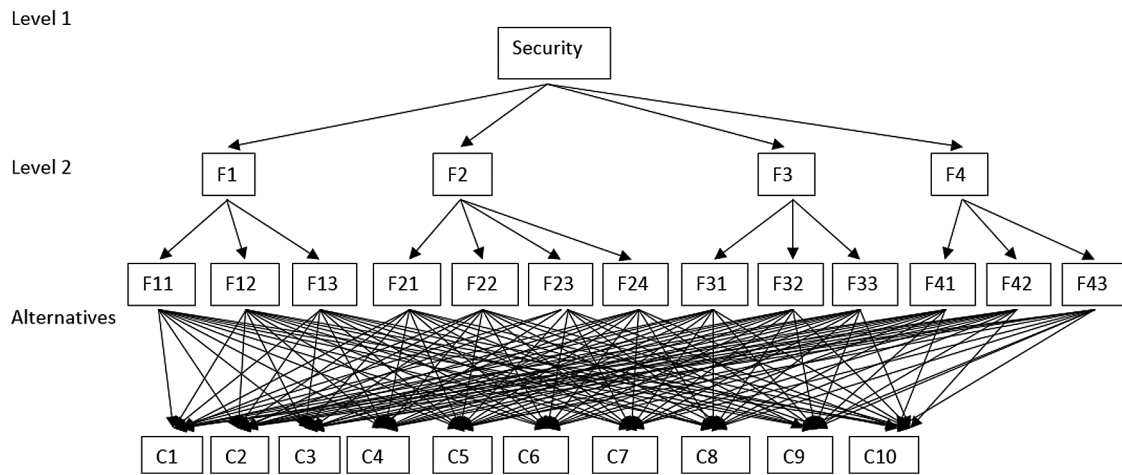 Level 1
Security
Level 2
F1 F2 F3 F4
F11 F12 F13 F21 F22 F23 F24 F31 F32 F33 F41 F42 F43
Alternatives
C1 C2 C3 C4 C5 C6 C7 C8 C9 C10